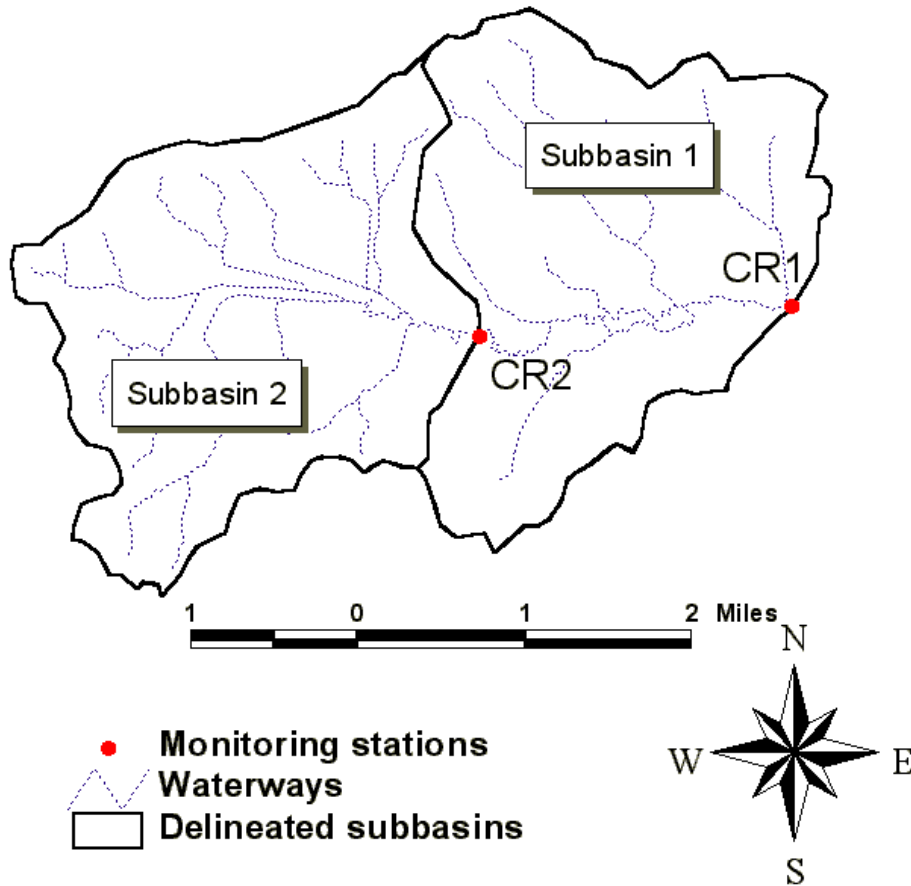 Subbasin 1
CR1
CR2
Subbasin 2
1 0 1 2 Miles
N
W E
S
Monitoring stations
Waterways
Delineated subbasins